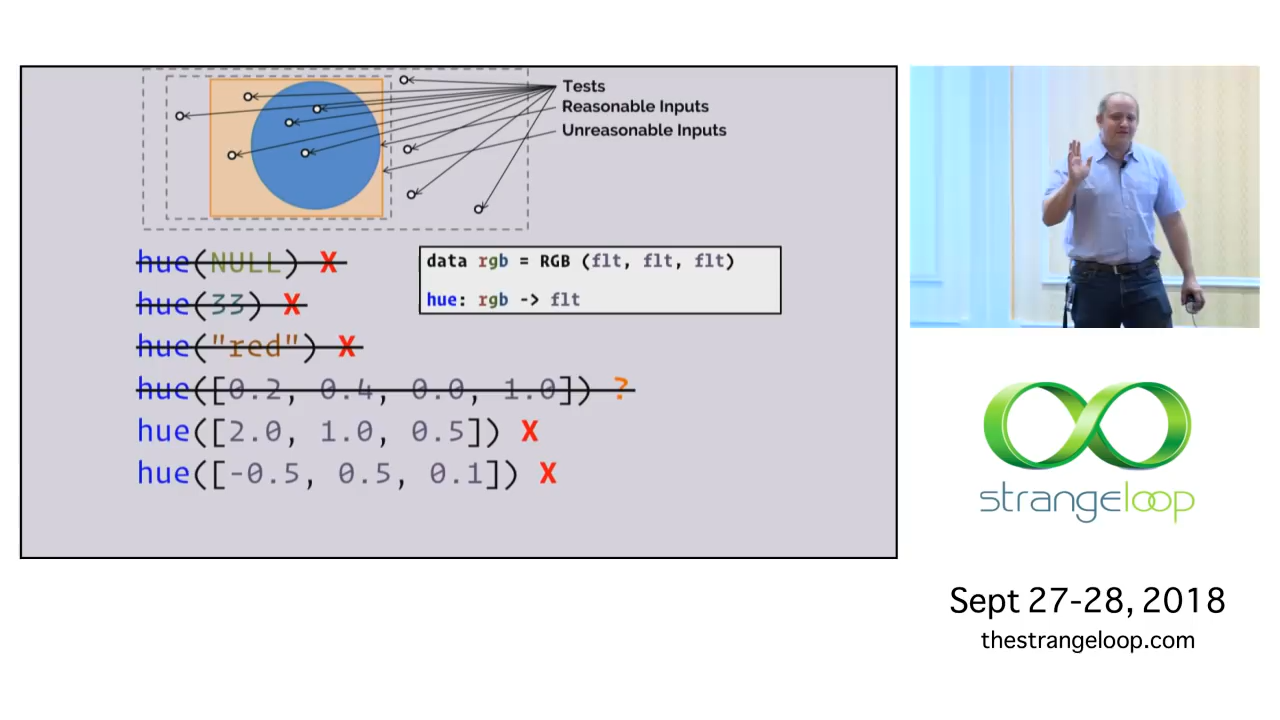 Tests
Reasonable Inputs
Unreasonable Inputs
hue(NULL) X
hue(33) X
hue("red") X
hue([0.2, 0.4, 0.0, 1.0]) ?
hue([2.0, 1.0, 0.5]) X
hue([-0.5, 0.5, 0.1]) X
data rgb = RGB (flt, flt, flt)
hue: rgb -> flt
strangeloop
Sept 27-28, 2018
thestrangeloop.com